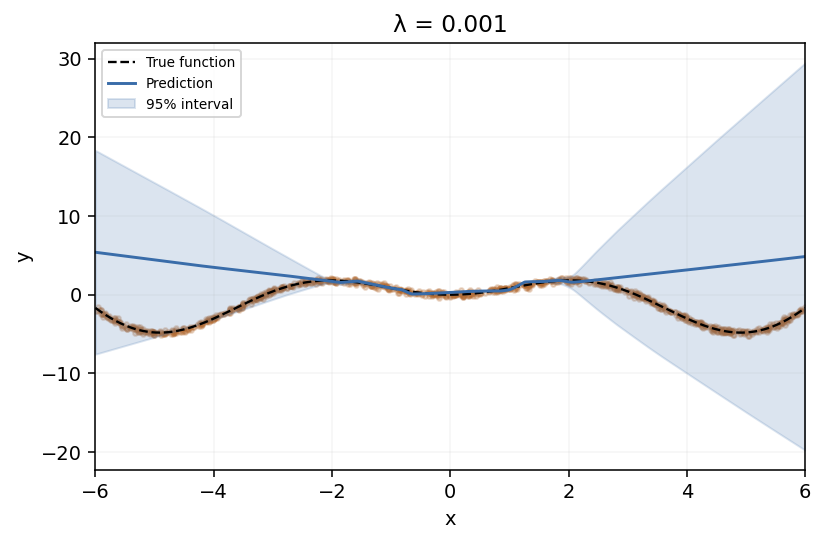 λ = 0.001
30
20
10
0
−10
−20
y
True function
Prediction
95% interval
−6
−4
−2
0
2
4
6
x